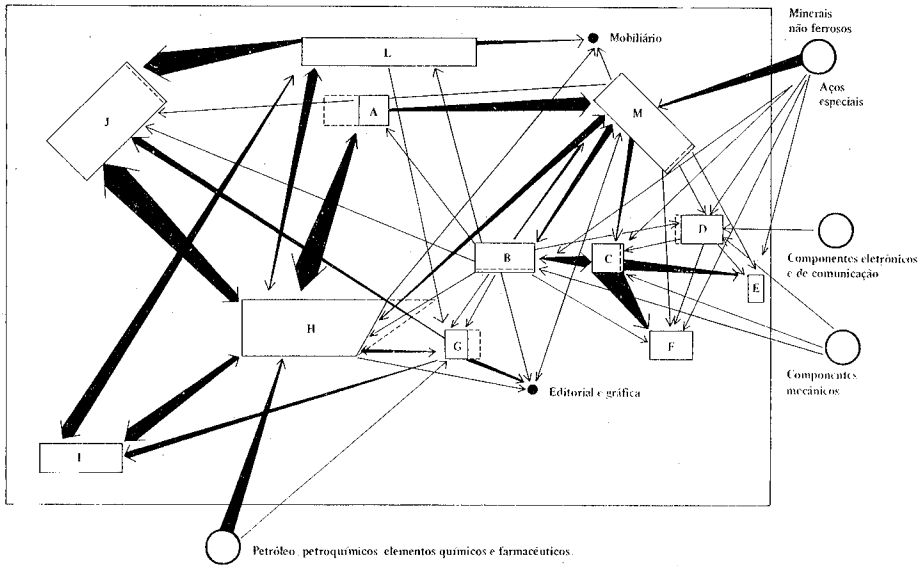 Minerais
não ferrosos
L
Mobiliário
Aços
especiais
J
A
M
D
Componentes eletrônicos
e de comunicação
B
C
E
H
G
F
Componentes
mecânicos
Editorial e gráfica
I
Petróleo, petroquímicos elementos químicos e farmacêuticos.